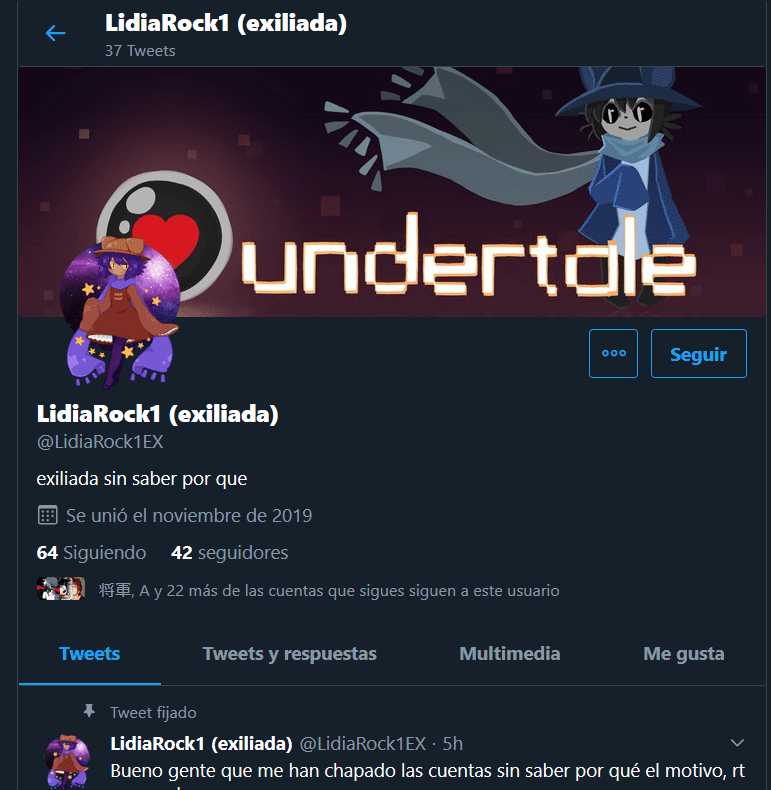 LidiaRock1 (exiliada)
37 Tweets
undertale
Seguir
LidiaRock1 (exiliada)
@LidiaRock1EX
exiliada sin saber por que
Se unió el noviembre de 2019
64 Siguiendo 42 seguidores
将軍, A y 22 más de las cuentas que sigues siguen a este usuario
Tweets Tweets y respuestas Multimedia Me gusta
Tweet fijado
LidiaRock1 (exiliada) @LidiaRock1EX · 5h
Bueno gente que me han chapado las cuentas sin saber por qué el motivo, rt